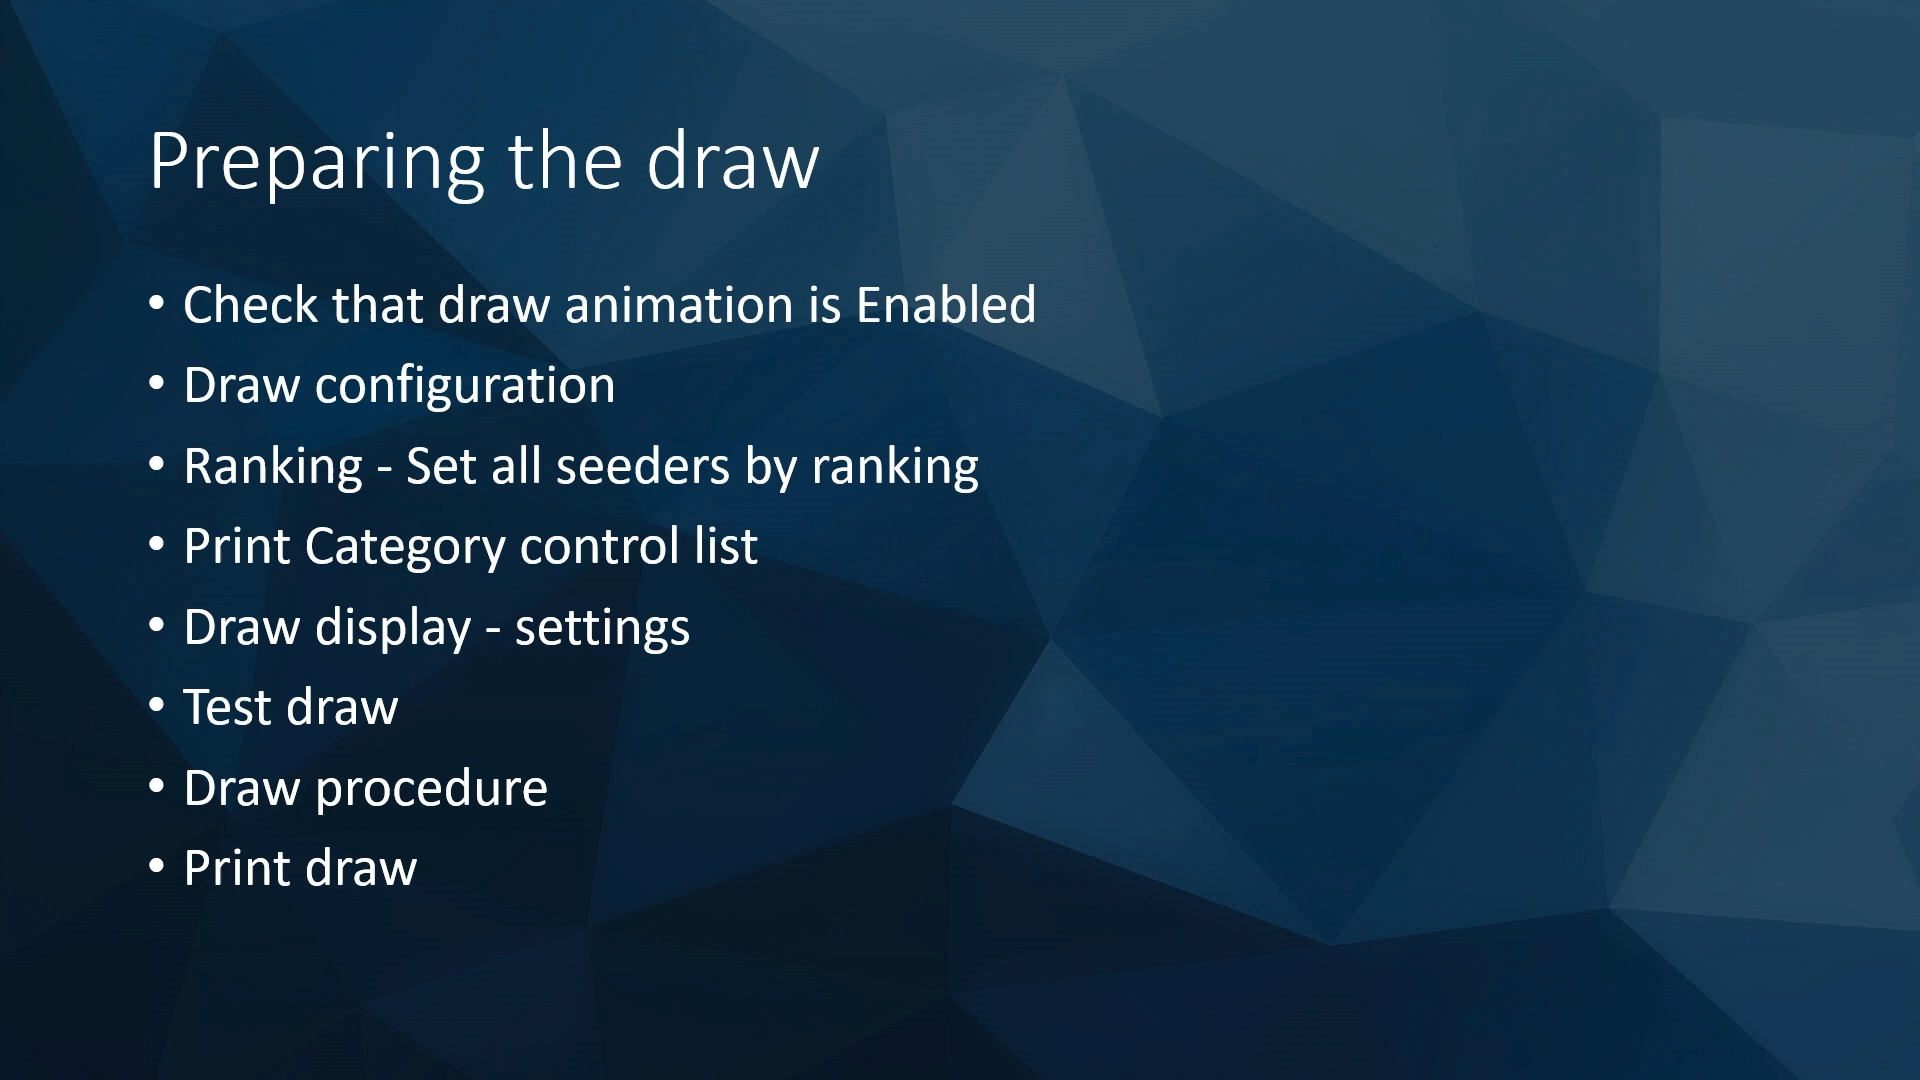 Preparing the draw
• Check that draw animation is Enabled
• Draw configuration
• Ranking - Set all seeders by ranking
• Print Category control list
• Draw display - settings
• Test draw
• Draw procedure
• Print draw